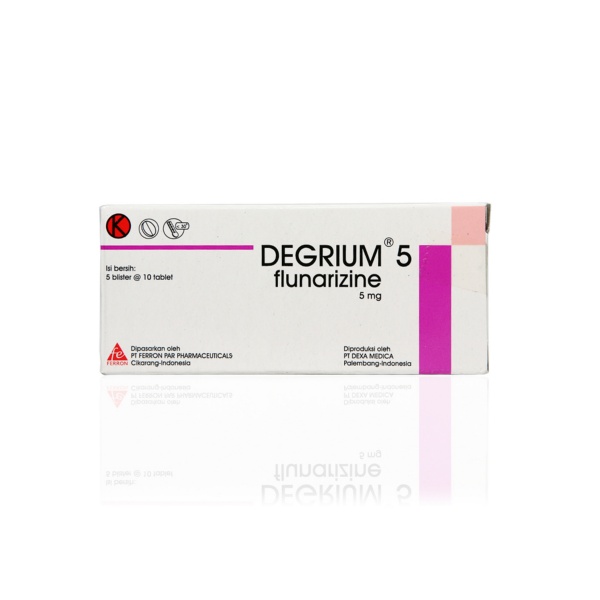 K
DEGRIUM® 5
flunarizine
5 mg
Isi bersih:
5 blister @ 10 tablet
fe
FERRON
Dipasarkan oleh
PT FERRON PAR PHARMACEUTICALS
Cikarang-Indonesia
Diproduksi oleh
PT DEXA MEDICA
Palembang-Indonesia